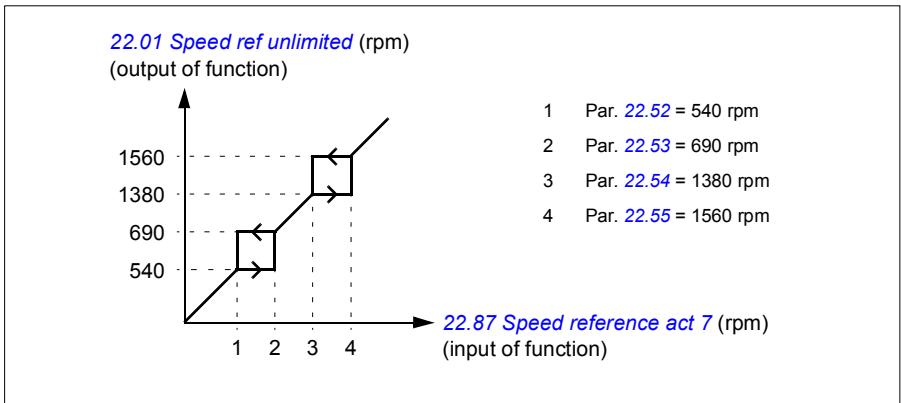 22.01 Speed ref unlimited (rpm)
(output of function)
1 Par. 22.52 = 540 rpm
2 Par. 22.53 = 690 rpm
3 Par. 22.54 = 1380 rpm
4 Par. 22.55 = 1560 rpm
1560
1380
690
540
1 2 3 4
22.87 Speed reference act 7 (rpm)
(input of function)